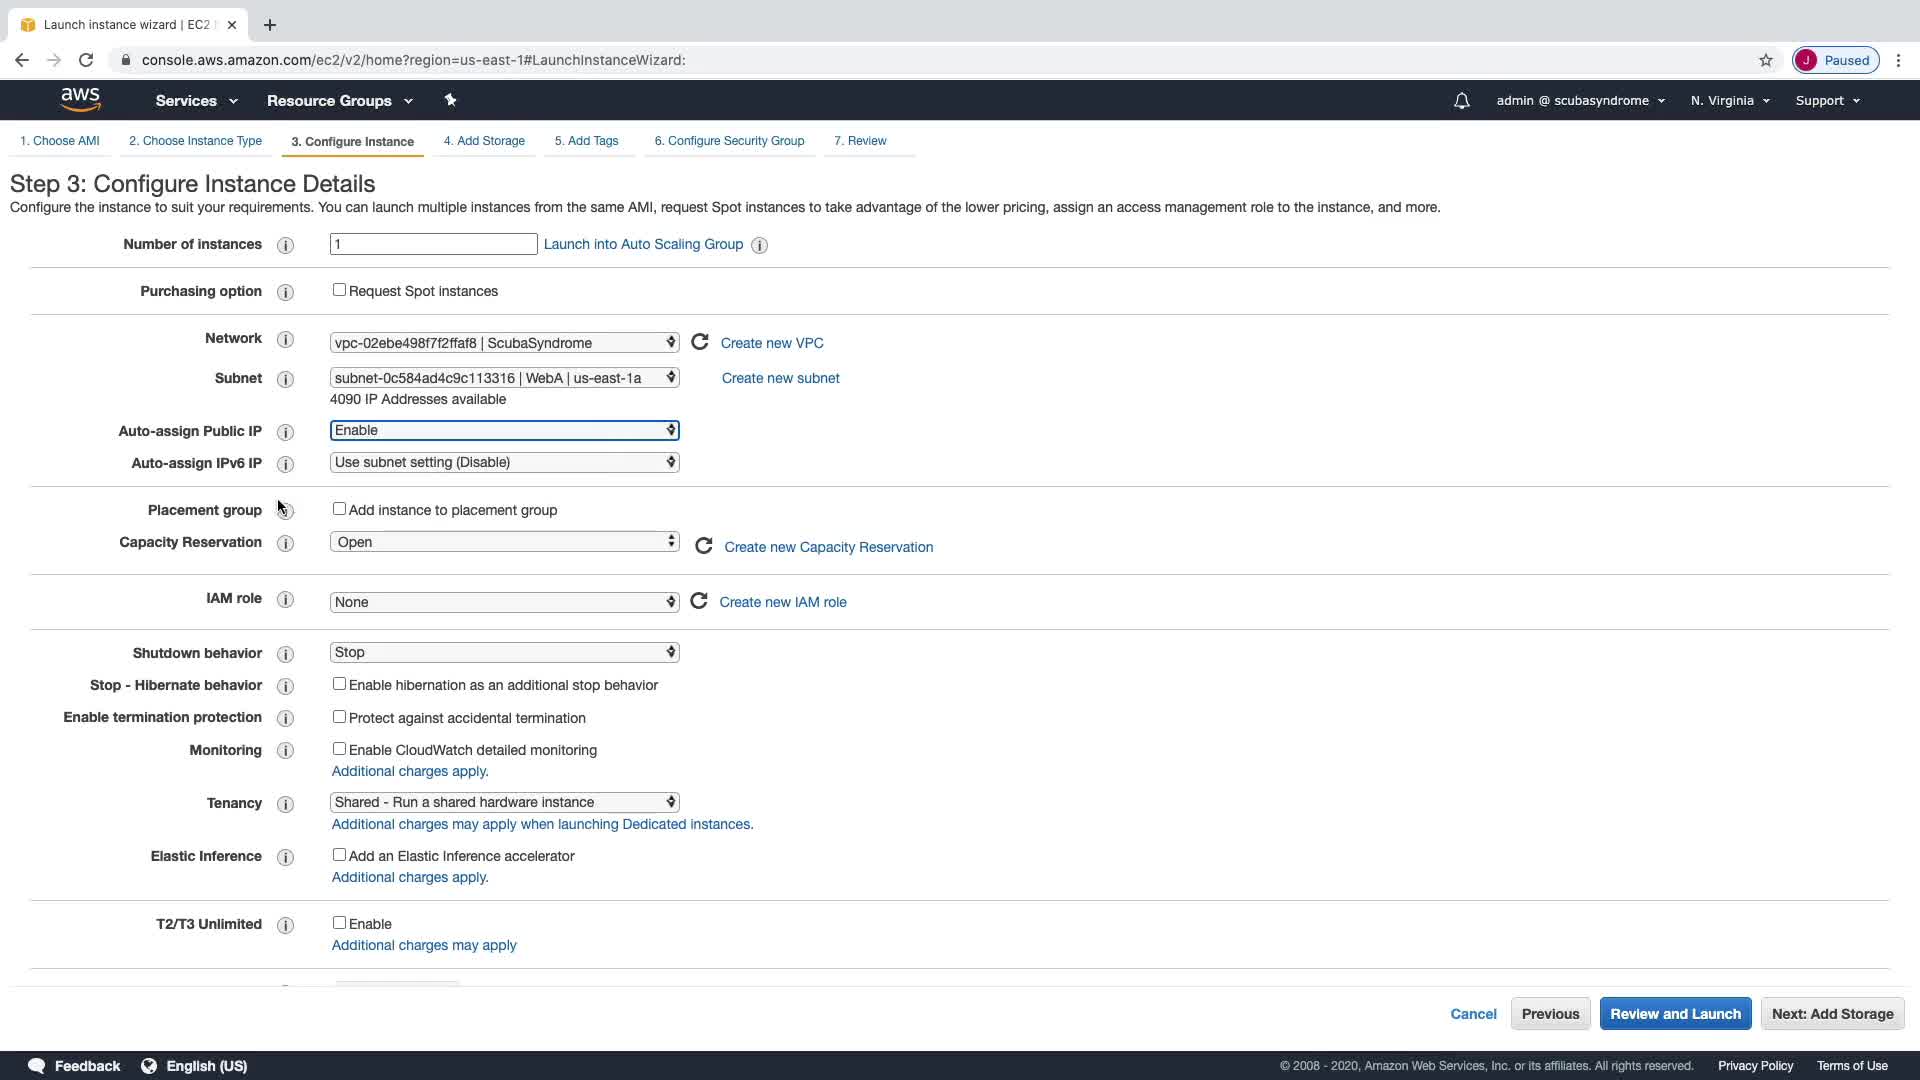 Launch instance wizard | EC2
console.aws.amazon.com/ec2/v2/home?region=us-east-1#LaunchInstanceWizard:
J Paused
aws Services Resource Groups admin @ scubasyndrome N. Virginia Support
1. Choose AMI 2. Choose Instance Type 3. Configure Instance 4. Add Storage 5. Add Tags 6. Configure Security Group 7. Review
Step 3: Configure Instance Details
Configure the instance to suit your requirements. You can launch multiple instances from the same AMI, request Spot instances to take advantage of the lower pricing, assign an access management role to the instance, and more.
Number of instances i 1 Launch into Auto Scaling Group i
Purchasing option i Request Spot instances
Network i vpc-02ebe498f7f2ffaf8 | ScubaSyndrome Create new VPC
Subnet i subnet-0c584ad4c9c113316 | WebA | us-east-1a Create new subnet
4090 IP Addresses available
Auto-assign Public IP i Enable
Auto-assign IPv6 IP i Use subnet setting (Disable)
Placement group i Add instance to placement group
Capacity Reservation i Open Create new Capacity Reservation
IAM role i None Create new IAM role
Shutdown behavior i Stop
Stop - Hibernate behavior i Enable hibernation as an additional stop behavior
Enable termination protection i Protect against accidental termination
Monitoring i Enable CloudWatch detailed monitoring
Additional charges apply.
Tenancy i Shared - Run a shared hardware instance
Additional charges may apply when launching Dedicated instances.
Elastic Inference i Add an Elastic Inference accelerator
Additional charges apply.
T2/T3 Unlimited i Enable
Additional charges may apply
Cancel Previous Review and Launch Next: Add Storage
Feedback English (US) © 2008 - 2020, Amazon Web Services, Inc. or its affiliates. All rights reserved. Privacy Policy Terms of Use